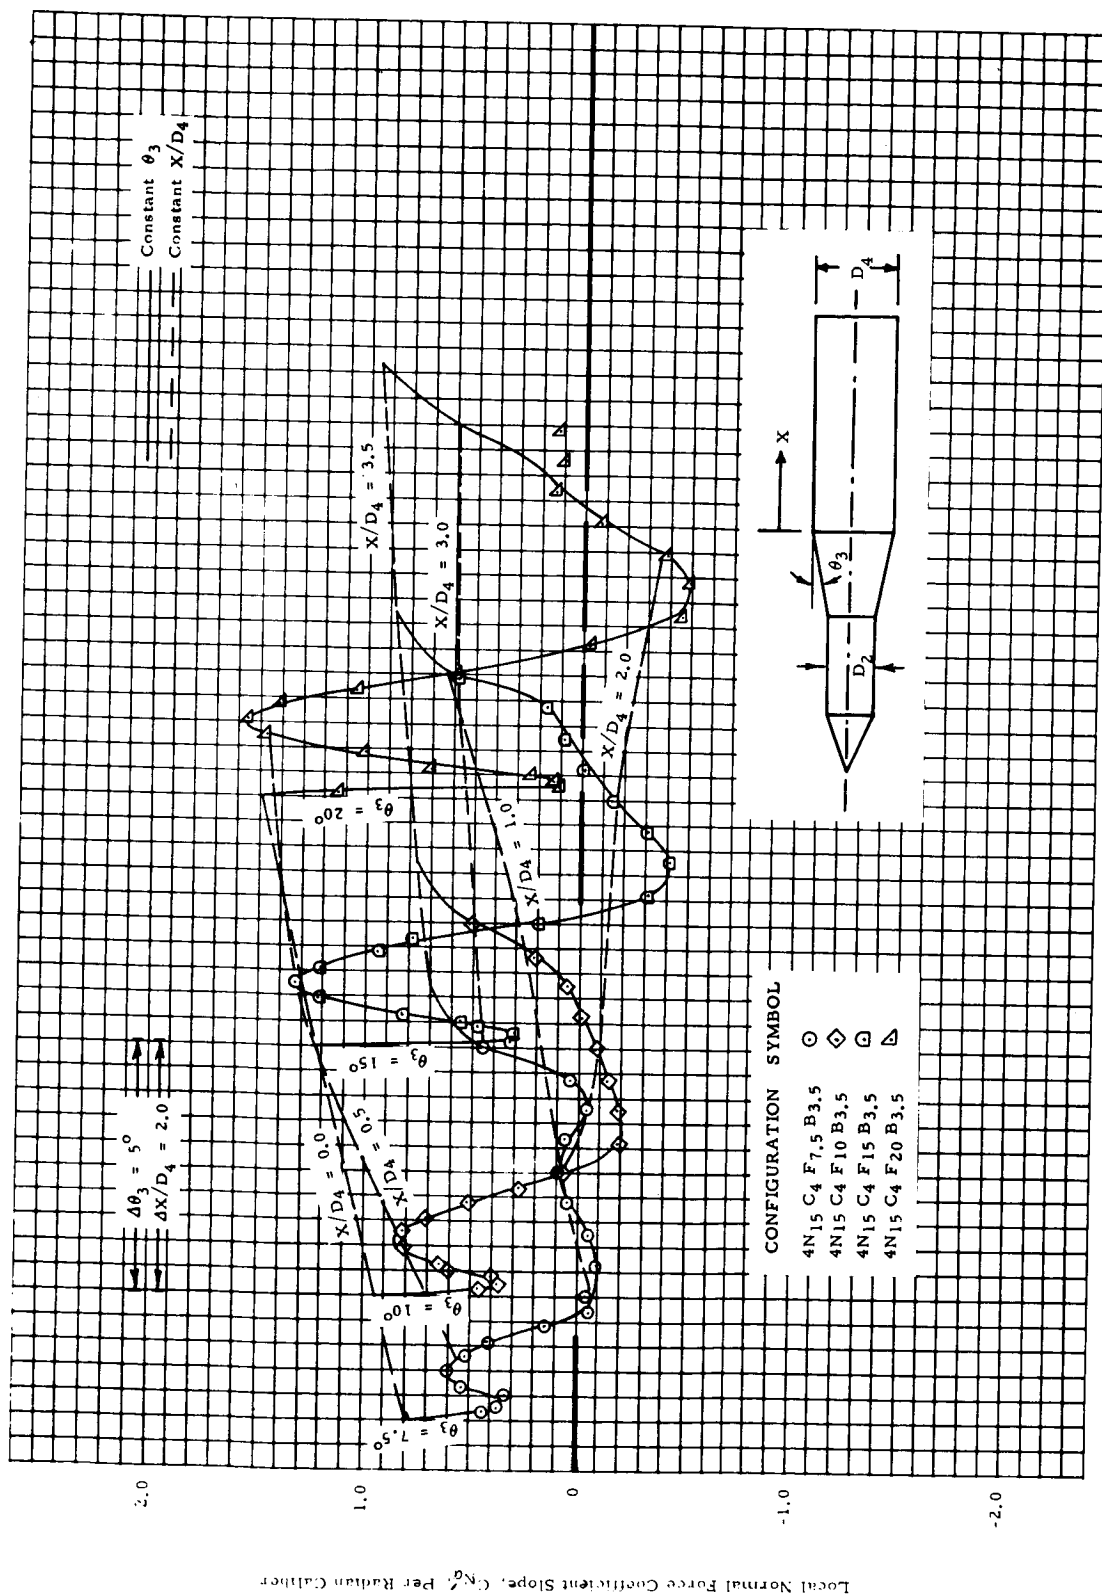 Constant θ3
Constant X/D4
Δθ3 = 5°
ΔX/D4 = 2.0
X/D4 = 3.5
X/D4 = 3.0
X/D4 = 0.0
X/D4 = 0.5
X/D4 = 1.0
X/D4 = 2.0
θ3 = 7.5°
θ3 = 10°
θ3 = 15°
θ3 = 20°
2.0
1.0
0
-1.0
-2.0
Local Normal Force Coefficient Slope, CNα', Per Radian Caliber
CONFIGURATION SYMBOL
4N15 C4 F7.5 B3.5
4N15 C4 F10 B3.5
4N15 C4 F15 B3.5
4N15 C4 F20 B3.5
X
θ3
D2
D4